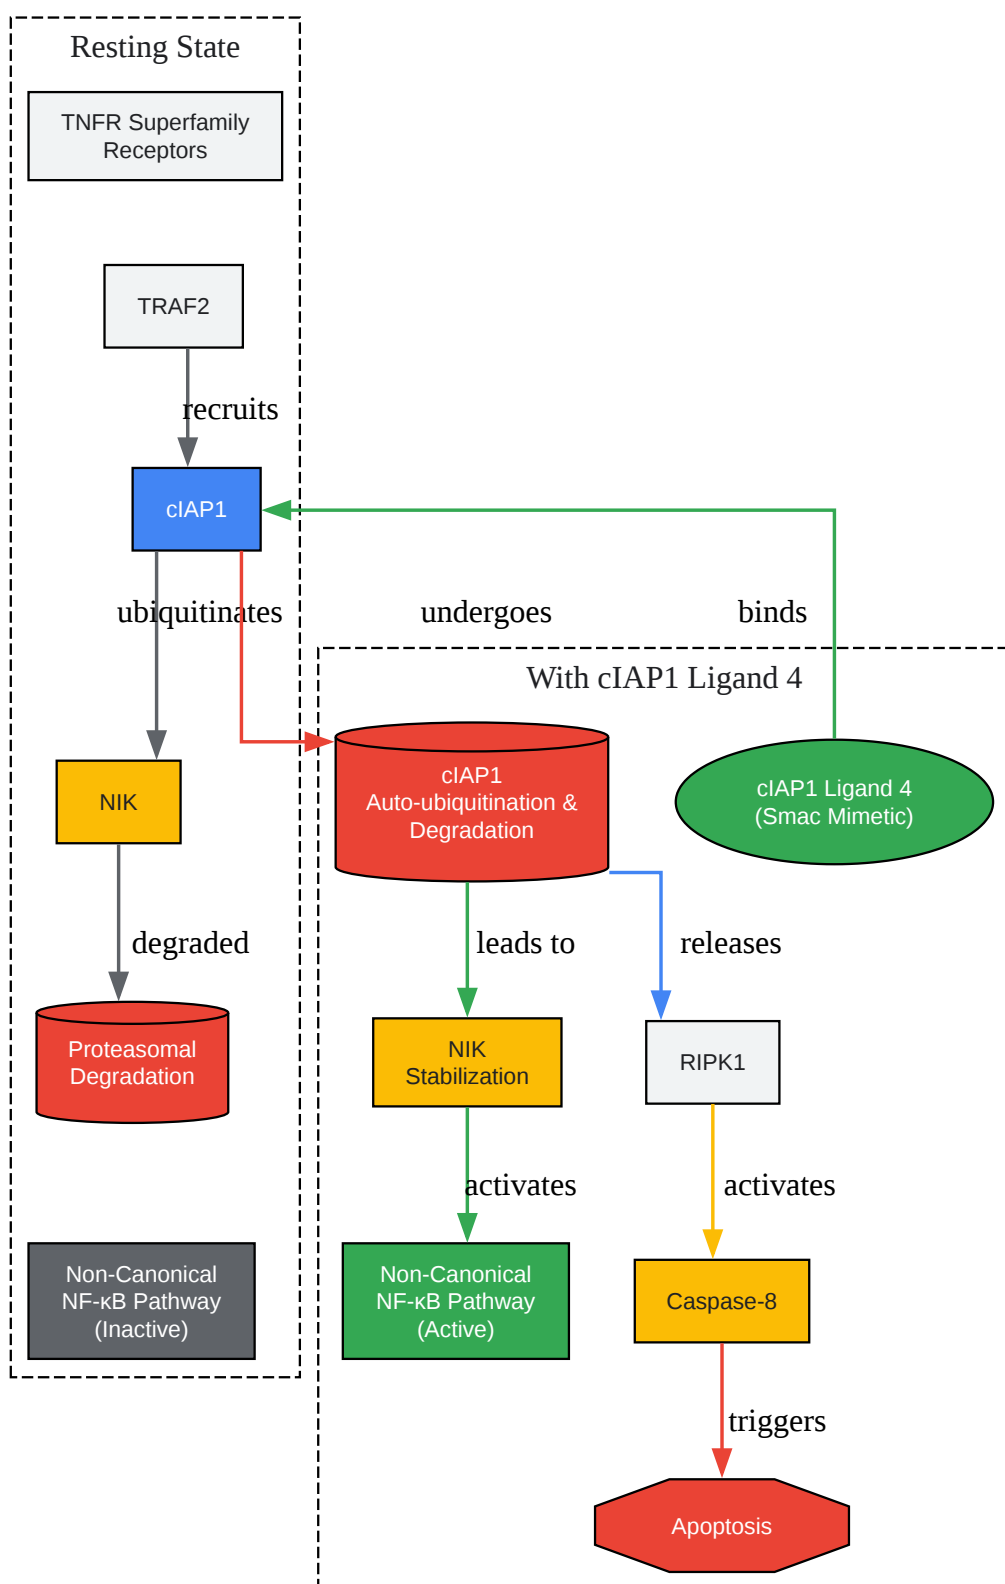 Resting State
TNFR Superfamily
Receptors
TRAF2
recruits
cIAP1
ubiquitinates
undergoes
binds
With cIAP1 Ligand 4
NIK
cIAP1
Auto-ubiquitination &
Degradation
cIAP1 Ligand 4
(Smac Mimetic)
degraded
leads to
releases
Proteasomal
Degradation
NIK
Stabilization
RIPK1
activates
activates
Non-Canonical
NF-κB Pathway
(Inactive)
Non-Canonical
NF-κB Pathway
(Active)
Caspase-8
triggers
Apoptosis